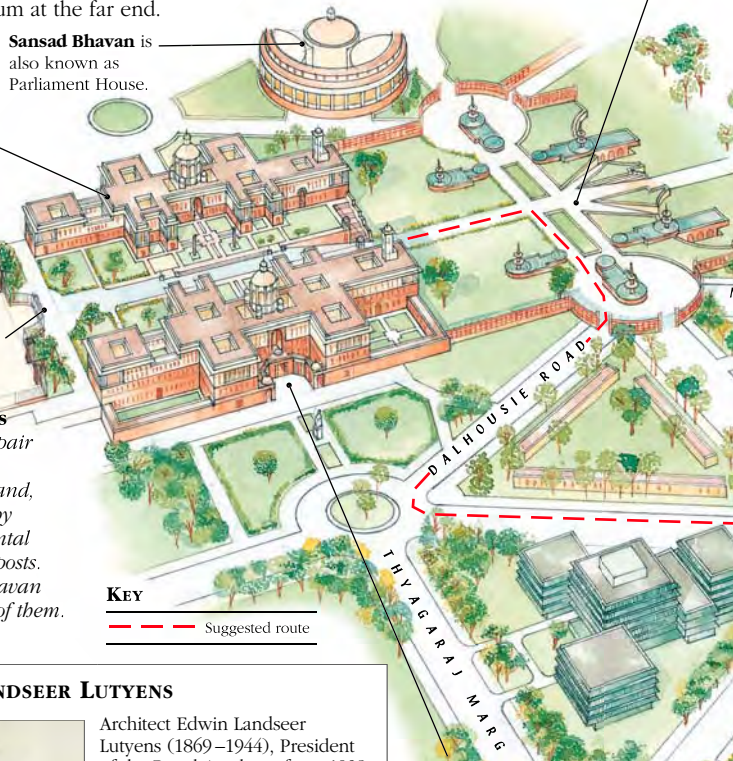 um at the far end.
Sansad Bhavan is
also known as
Parliament House.
DALHOUSIE ROAD
s
pair
and,
by
ntal
posts.
avan
of them.
KEY
Suggested route
THYAGARAJ MARG
NDSEER LUTYENS
Architect Edwin Landseer
Lutyens (1869–1944), President